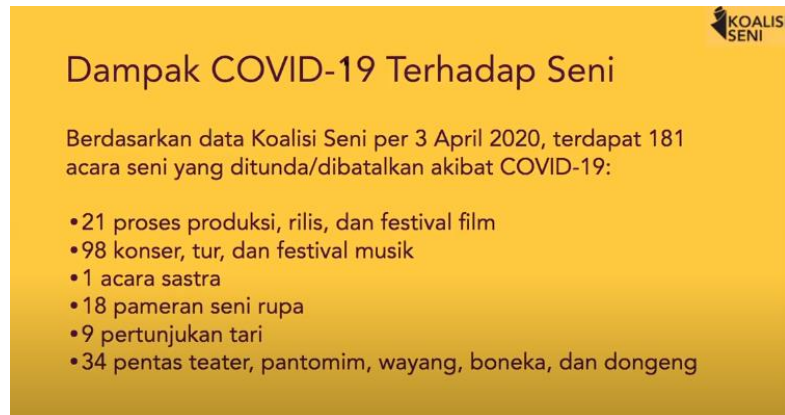 KOALIS
SENI
Dampak COVID-19 Terhadap Seni
Berdasarkan data Koalisi Seni per 3 April 2020, terdapat 181
acara seni yang ditunda/dibatalkan akibat COVID-19:
•21 proses produksi, rilis, dan festival film
•98 konser, tur, dan festival musik
•1 acara sastra
•18 pameran seni rupa
•9 pertunjukan tari
•34 pentas teater, pantomim, wayang, boneka, dan dongeng